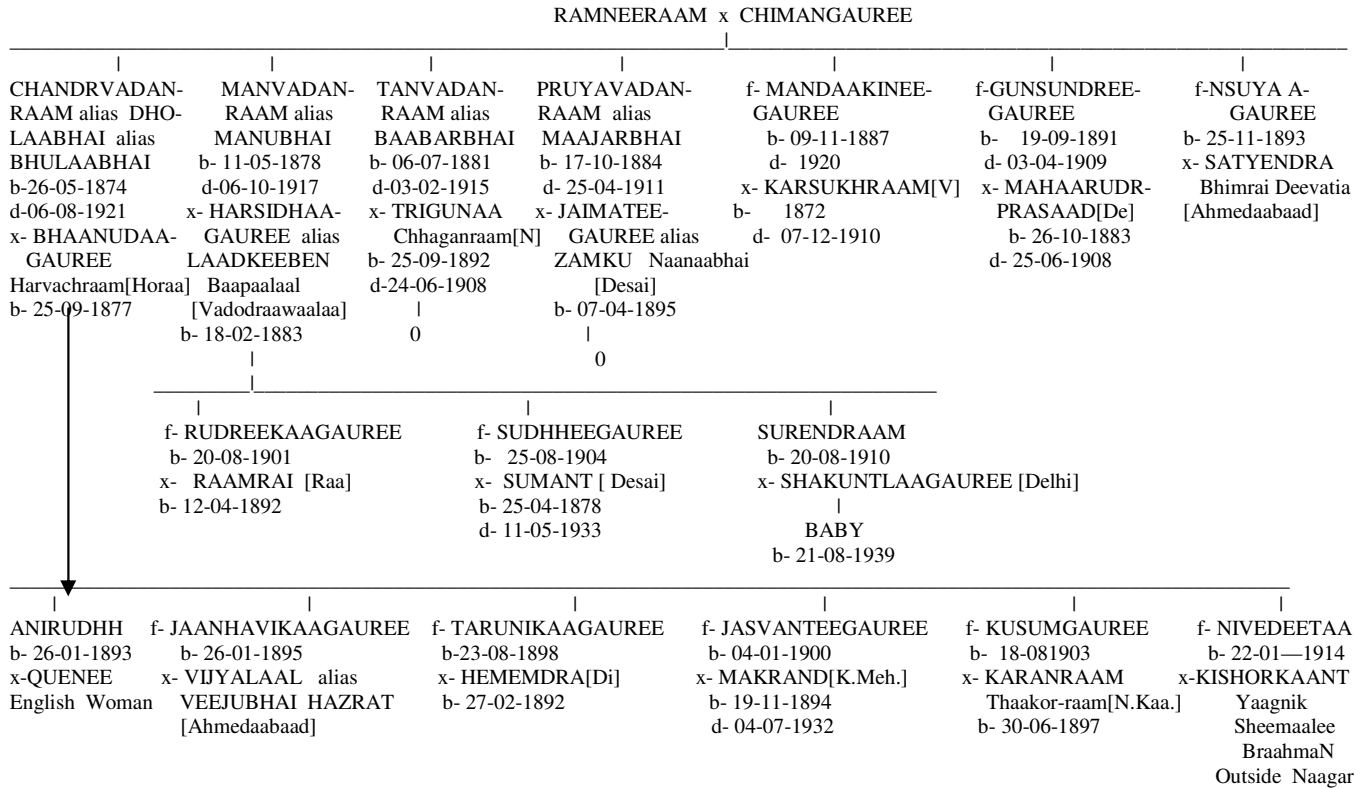 RAMNEERAAM x CHIMANGAUREE
CHANDRVADAN-
RAAM alias DHO-
LAABHAI alias
BHULAABHAI
b-26-05-1874
d-06-08-1921
x- BHAANUDAA-
GAUREE
Harvachraam[Horaa]
b- 25-09-1877
MANVADAN-
RAAM alias
MANUBHAI
b- 11-05-1878
d-06-10-1917
x- HARSIDHAA-
GAUREE alias
LAADKEEBEN
Baapaalaal
[Vadodraawaalaa]
b- 18-02-1883
TANVADAN-
RAAM alias
BAABARBHAI
b- 06-07-1881
d-03-02-1915
x- TRIGUNAA
Chhaganraam[N]
b- 25-09-1892
d-24-06-1908
0
PRUYAVADAN-
RAAM alias
MAAJARBHAI
b- 17-10-1884
d- 25-04-1911
x- JAIMATEE-
GAUREE alias
ZAMKU Naanaabhai
[Desai]
b- 07-04-1895
0
f- MANDAAKINEE-
GAUREE
b- 09-11-1887
d- 1920
x- KARSUKHRAAM[V]
b- 1872
d- 07-12-1910
f-GUNSUNDREE-
GAUREE
b- 19-09-1891
d- 03-04-1909
x- MAHAARUDR-
PRASAAD[De]
b- 26-10-1883
d- 25-06-1908
f-NSUYA A-
GAUREE
b- 25-11-1893
x- SATYENDRA
Bhimrai Deevatia
[Ahmedaabaad]
f- RUDREEKAAGAUREE
b- 20-08-1901
x- RAAMRAI [Raa]
b- 12-04-1892
f- SUDHHEEGAUREE
b- 25-08-1904
x- SUMANT [ Desai]
b- 25-04-1878
d- 11-05-1933
SURENDRAAM
b- 20-08-1910
x- SHAKUNTLAAGAUREE [Delhi]
BABY
b- 21-08-1939
ANIRUDHH
b- 26-01-1893
x-QUENEE
English Woman
f- JAANHAVIKAAGAUREE
b- 26-01-1895
x- VIJYALAAL alias
VEEJUBHAI HAZRAT
[Ahmedaabaad]
f- TARUNIKAAGAUREE
b-23-08-1898
x- HEMEMDRA[Di]
b- 27-02-1892
f- JASVANTEEGAUREE
b- 04-01-1900
x- MAKRAND[K.Meh.]
b- 19-11-1894
d- 04-07-1932
f- KUSUMGAUREE
b- 18-081903
x- KARANRAAM
Thaakor-raam[N.Kaa.]
b- 30-06-1897
f- NIVEDEETAA
b- 22-01—1914
x-KISHORKAANT
Yaagnik
Sheemaalee
BraahmaN
Outside Naagar